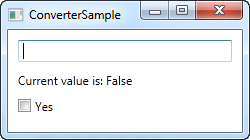 ConverterSample
Current value is: False
Yes